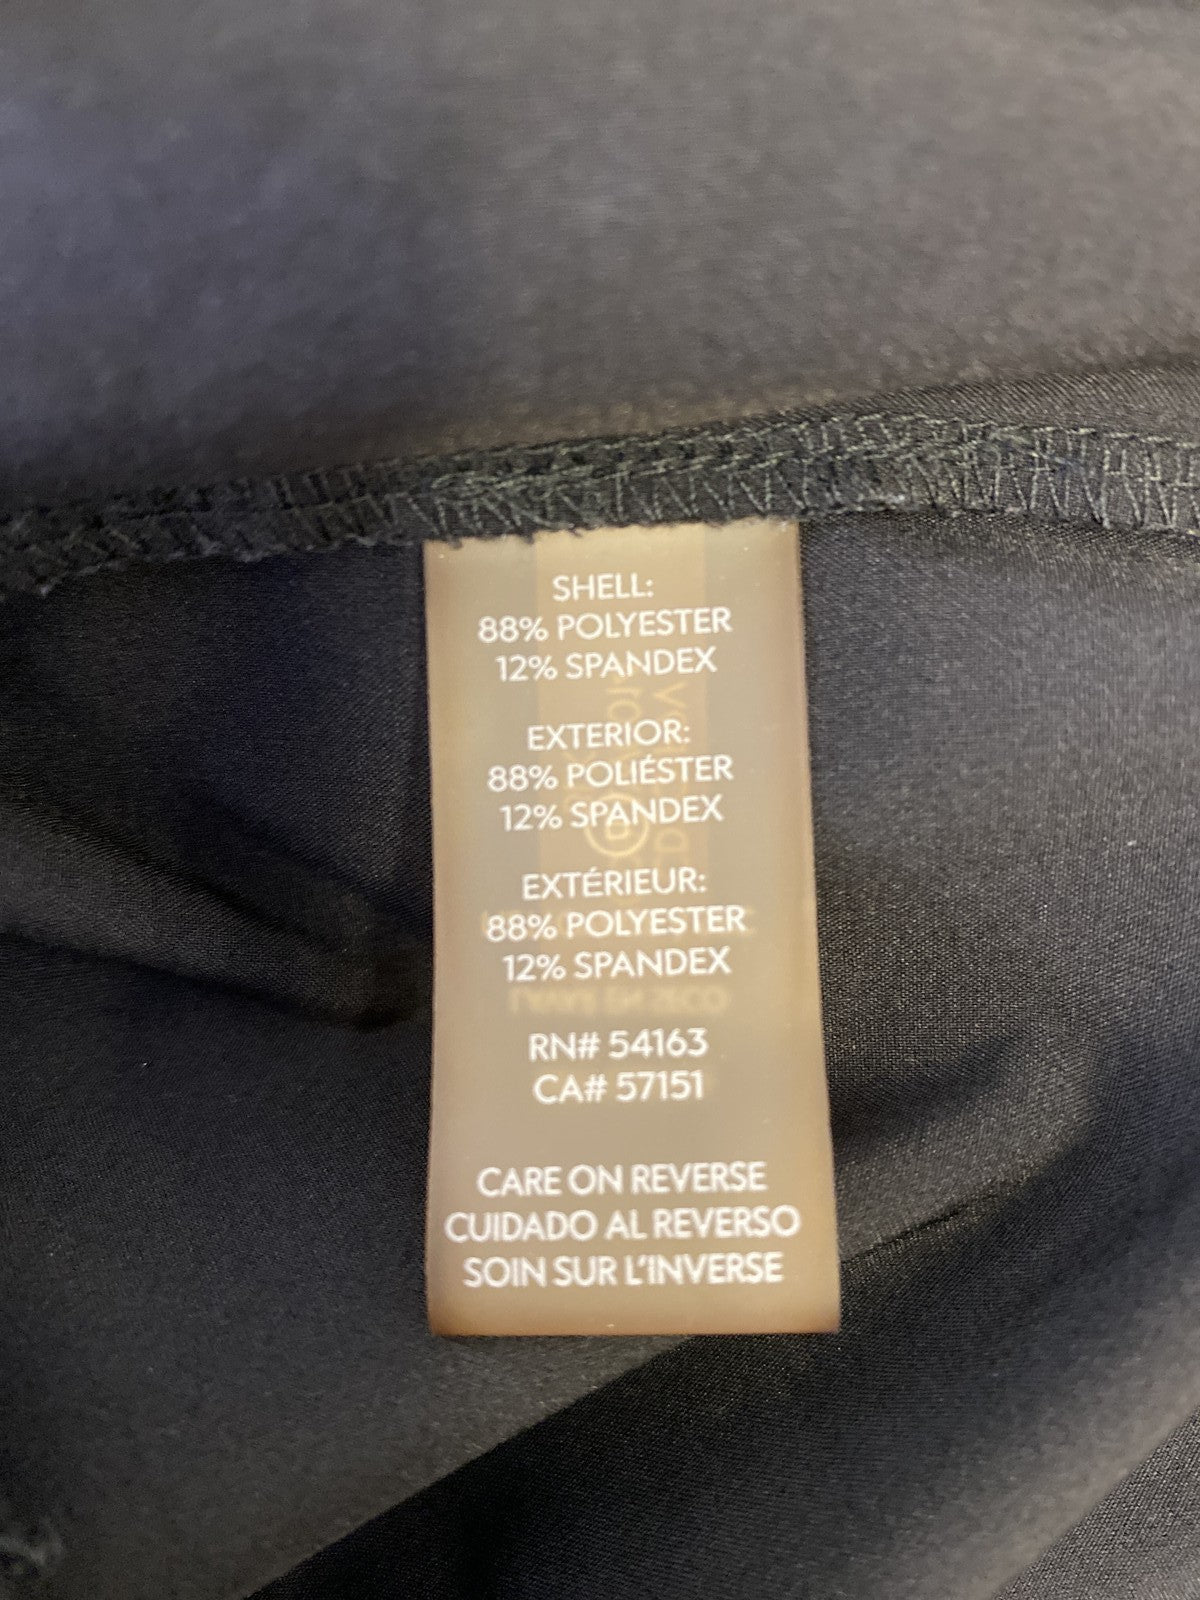 SHELL:
88% POLYESTER
12% SPANDEX
EXTERIOR:
88% POLIÉSTER
12% SPANDEX
EXTÉRIEUR:
88% POLYESTER
12% SPANDEX
RN# 54163
CA# 57151
CARE ON REVERSE
CUIDADO AL REVERSO
SOIN SUR L'INVERSE